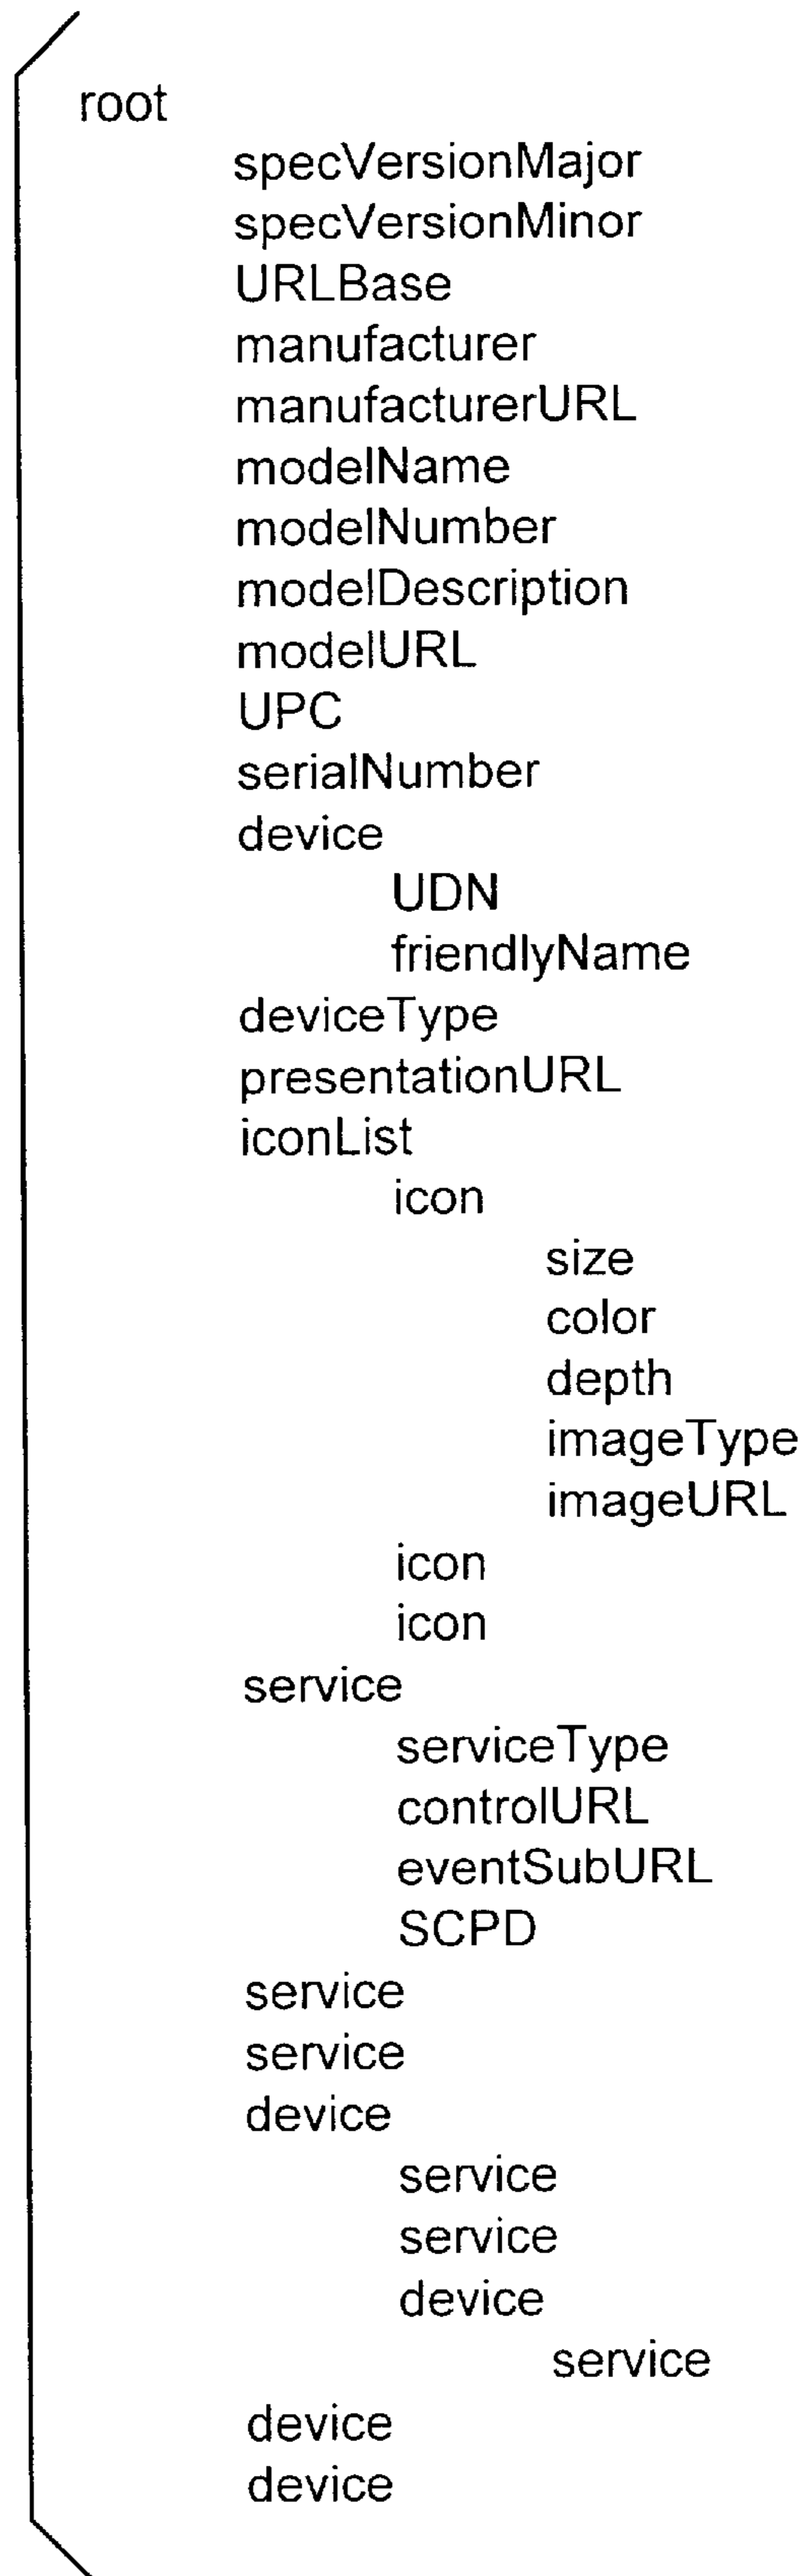 root
specVersionMajor
specVersionMinor
URLBase
manufacturer
manufacturerURL
modelName
modelNumber
modelDescription
modelURL
UPC
serialNumber
device
UDN
friendlyName
deviceType
presentationURL
iconList
icon
size
color
depth
imageType
imageURL
icon
icon
service
serviceType
controlURL
eventSubURL
SCPD
service
service
device
service
service
device
service
device
device